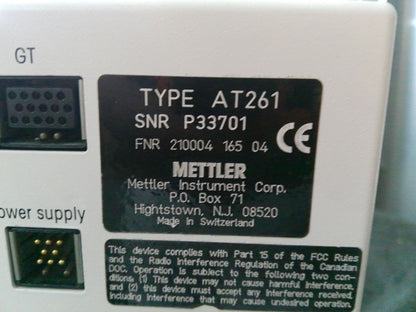 GT
TYPE AT261
SNR P33701
FNR 210004 165 04
CE
METTLER
Mettler Instrument Corp.
P.O. Box 71
Hightstown, N.J. 08520
Made in Switzerland
ower supply
This device complies with Part 15 of the FCC Rules
and the Radio Interference Regulation of the Canadian
DOC. Operation is subject to the following two con-
ditions: (1) This device may not cause harmful interference,
and (2) this device must accept any interference received,
including interference that may cause undesired operation.